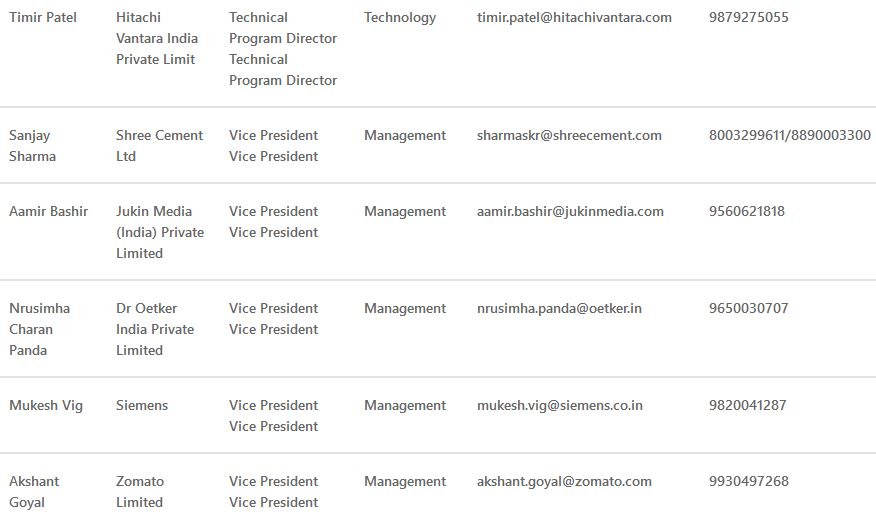 Timir Patel Hitachi Technical Technology timir.patel@hitachivantara.com 9879275055
Vantara India Program Director
Private Limit Technical
Program Director
Sanjay Shree Cement Vice President Management sharmaskr@shreecement.com 8003299611/8890003300
Sharma Ltd Vice President
Aamir Bashir Jukin Media Vice President Management aamir.bashir@jukinmedia.com 9560621818
(India) Private Vice President
Limited
Nrusimha Dr Oetker Vice President Management nrusimha.panda@oetker.in 9650030707
Charan India Private Vice President
Panda Limited
Mukesh Vig Siemens Vice President Management mukesh.vig@siemens.co.in 9820041287
Vice President
Akshant Zomato Vice President Management akshant.goyal@zomato.com 9930497268
Goyal Limited Vice President